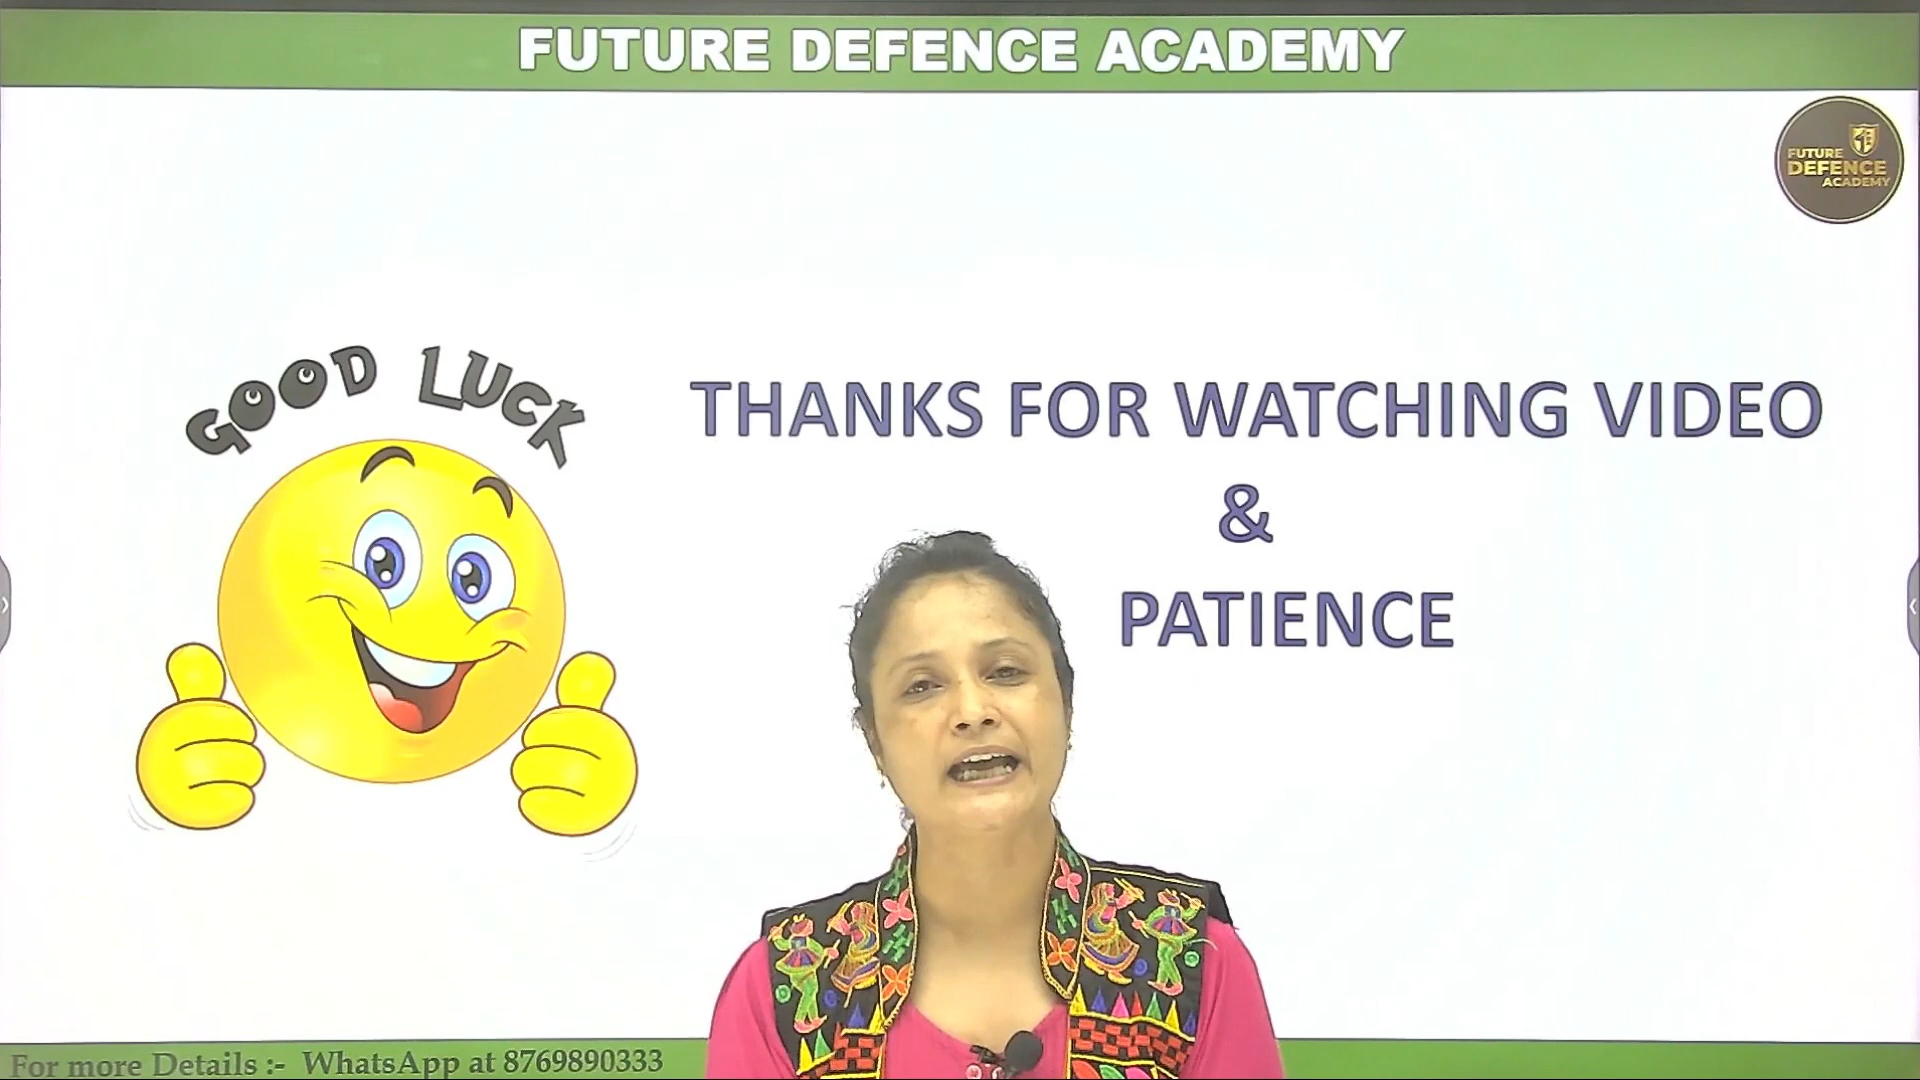 FUTURE DEFENCE ACADEMY
FUTURE
DEFENCE
ACADEMY
GOOD LUCK
THANKS FOR WATCHING VIDEO
&
PATIENCE
For more Details :- WhatsApp at 8769890333